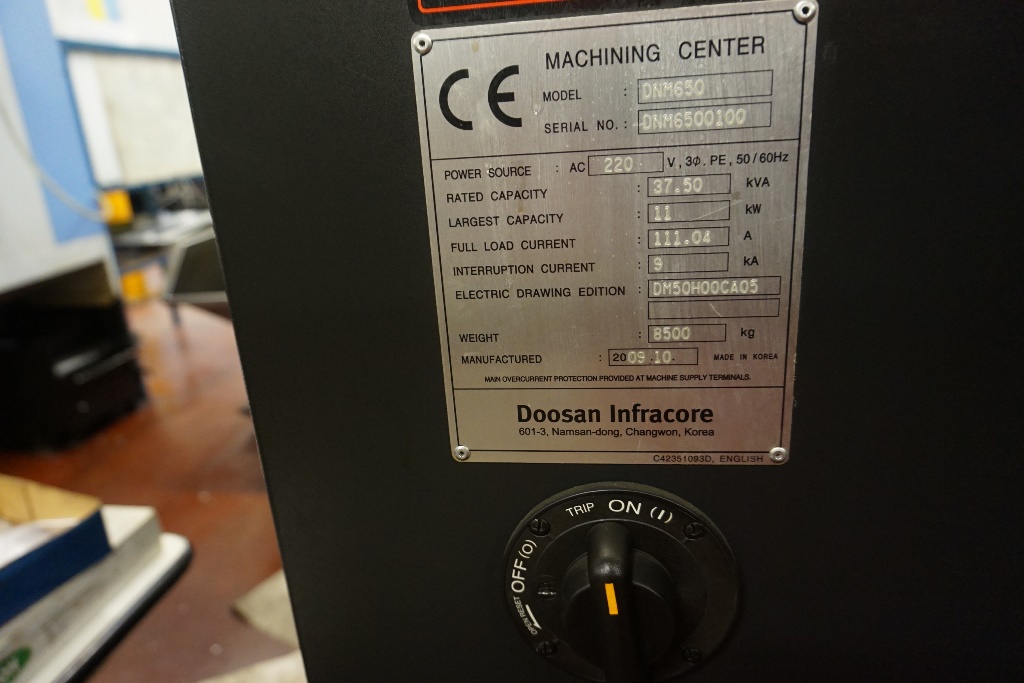 CE
MACHINING CENTER
MODEL : DNM650
SERIAL NO. : DNM6500100
POWER SOURCE : AC 220 V, 3Φ. PE, 50/60Hz
RATED CAPACITY : 37.50 kVA
LARGEST CAPACITY : 11 kW
FULL LOAD CURRENT : 111.04 A
INTERRUPTION CURRENT : 9 kA
ELECTRIC DRAWING EDITION : DM50H00CA05
WEIGHT : 8500 kg
MANUFACTURED : 2009.10. MADE IN KOREA
MAIN OVERCURRENT PROTECTION PROVIDED AT MACHINE SUPPLY TERMINALS.
Doosan Infracore
601-3, Namsan-dong, Changwon, Korea
C42351093D, ENGLISH
TRIP ON (I)
OFF (O)
OPEN RESET